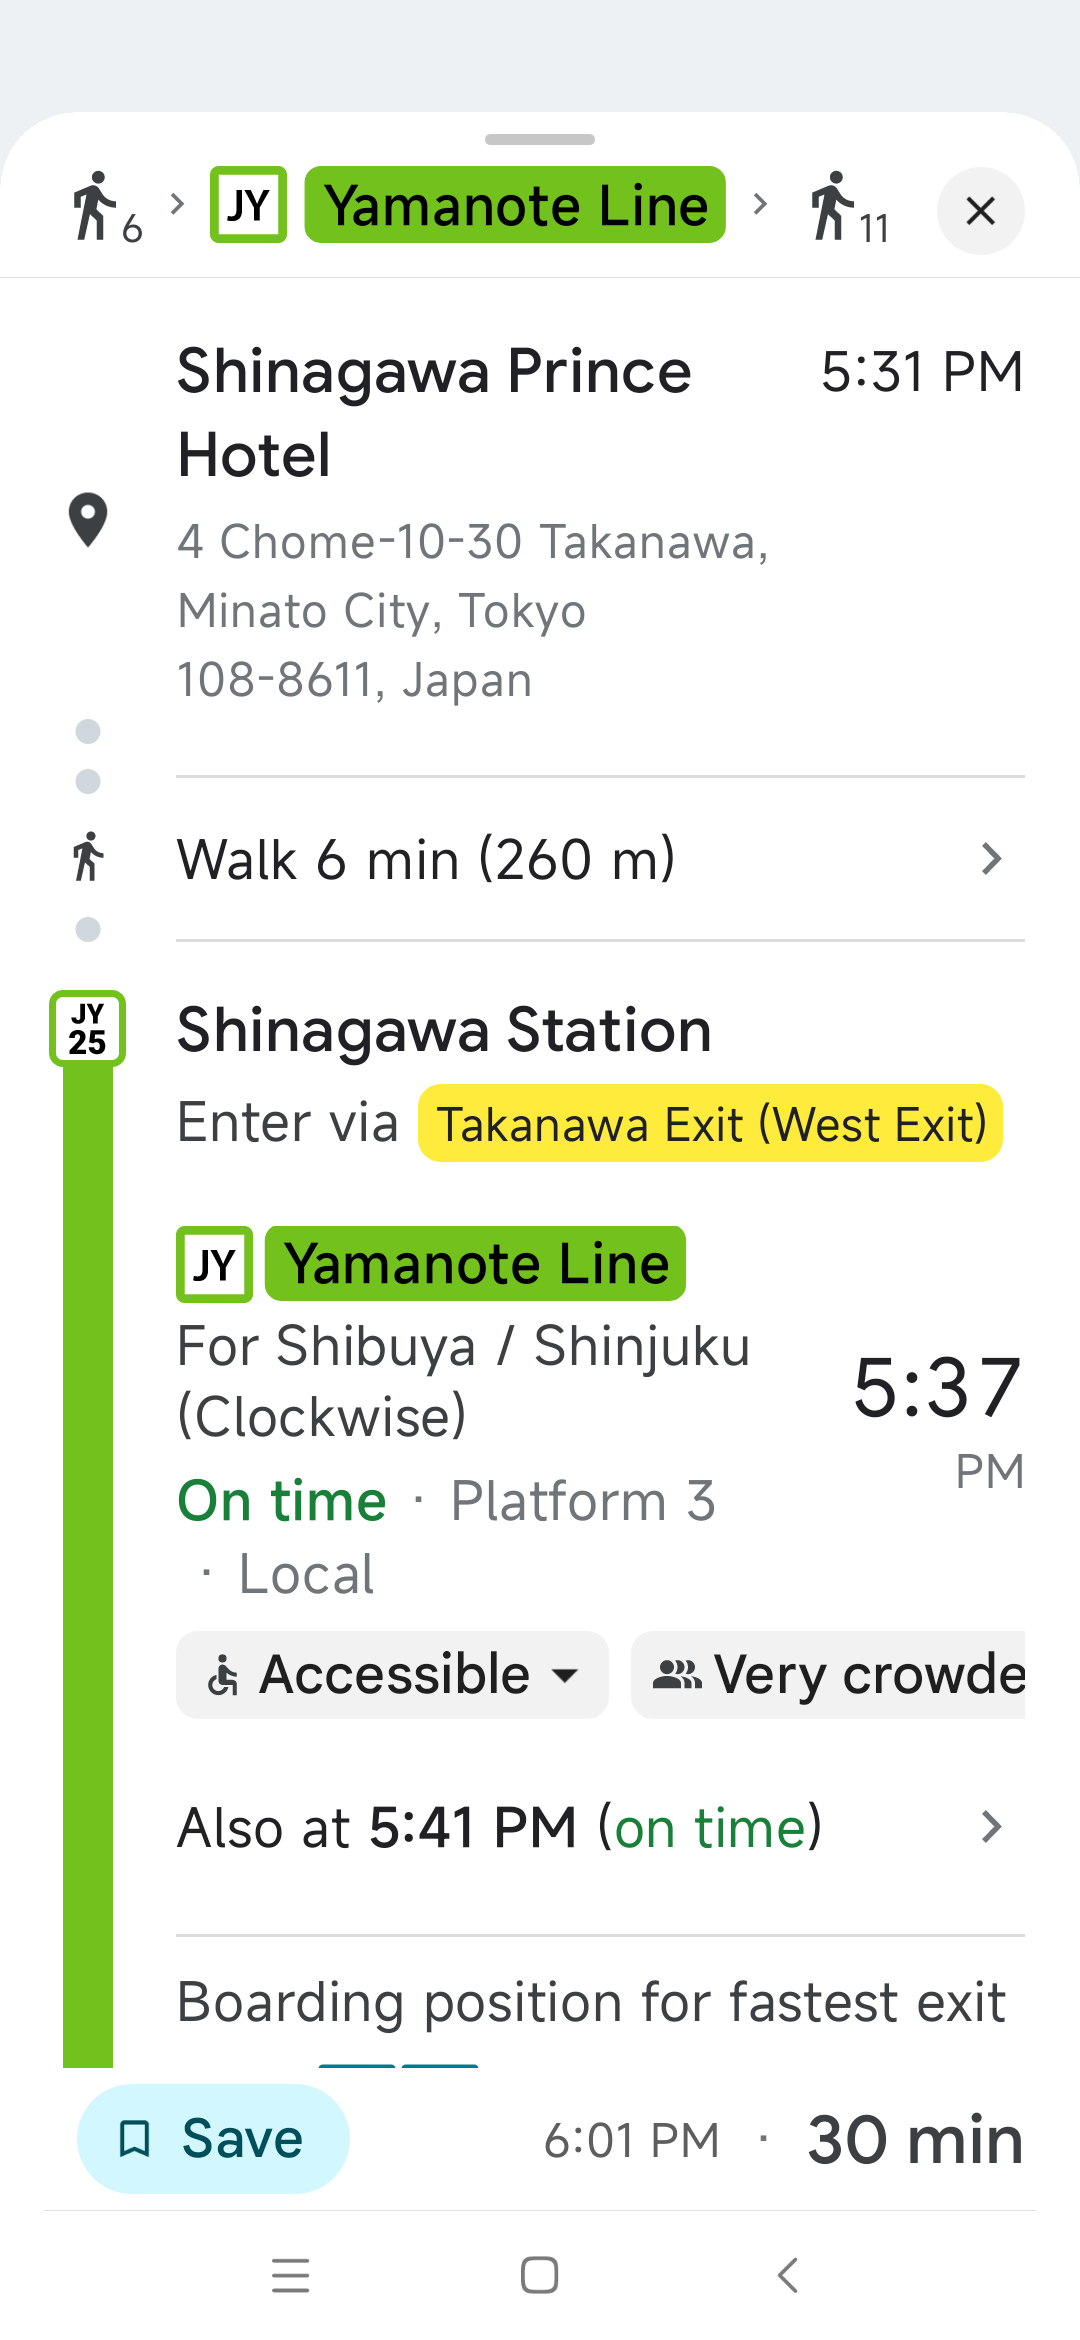 6 JY Yamanote Line 11
Shinagawa Prince 5:31 PM
Hotel
4 Chome-10-30 Takanawa,
Minato City, Tokyo
108-8611, Japan
Walk 6 min (260 m)
JY
25
Shinagawa Station
Enter via Takanawa Exit (West Exit)
JY Yamanote Line
For Shibuya / Shinjuku
(Clockwise)
5:37
PM
On time · Platform 3
· Local
Accessible Very crowde
Also at 5:41 PM (on time)
Boarding position for fastest exit
Save 6:01 PM · 30 min